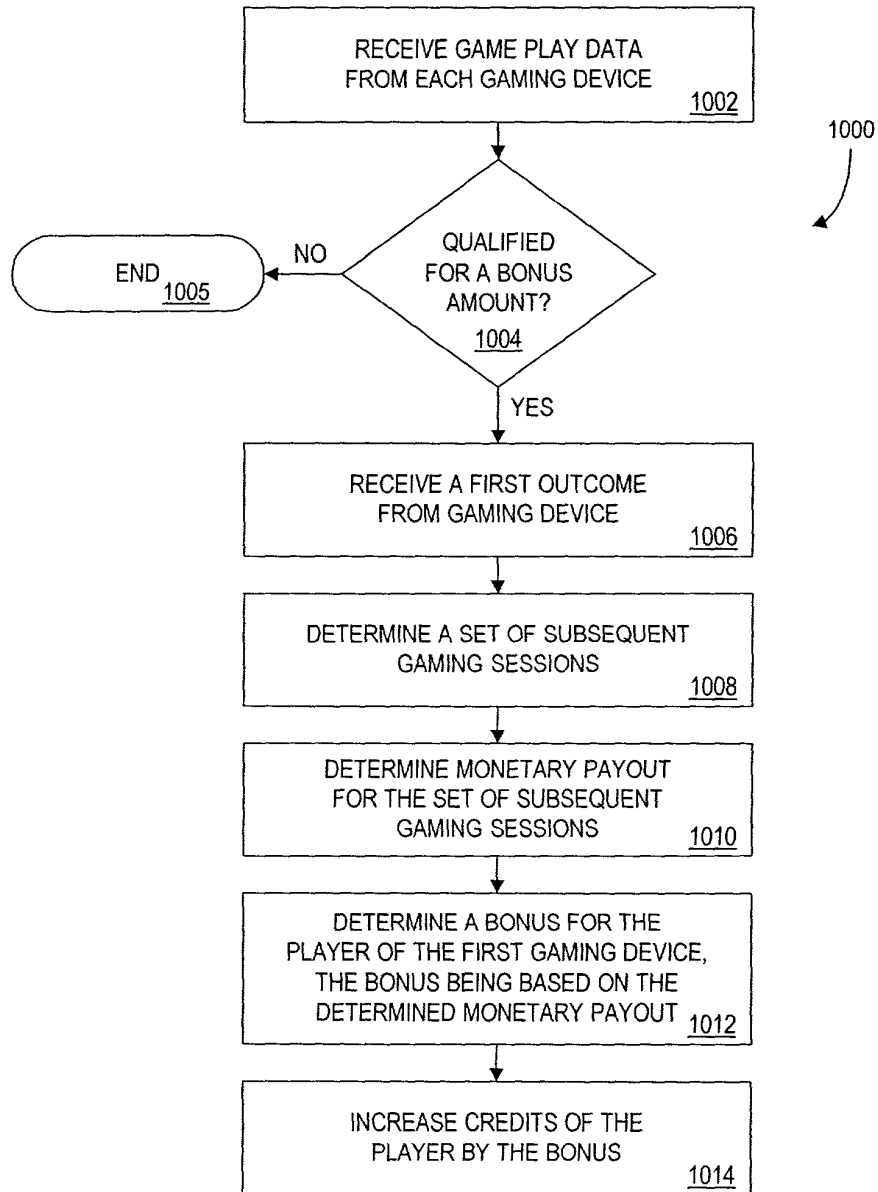 RECEIVE GAME PLAY DATA
FROM EACH GAMING DEVICE
1002
1000
QUALIFIED
FOR A BONUS
AMOUNT?
1004
NO
END
1005
YES
RECEIVE A FIRST OUTCOME
FROM GAMING DEVICE
1006
DETERMINE A SET OF SUBSEQUENT
GAMING SESSIONS
1008
DETERMINE MONETARY PAYOUT
FOR THE SET OF SUBSEQUENT
GAMING SESSIONS
1010
DETERMINE A BONUS FOR THE
PLAYER OF THE FIRST GAMING DEVICE,
THE BONUS BEING BASED ON THE
DETERMINED MONETARY PAYOUT
1012
INCREASE CREDITS OF THE
PLAYER BY THE BONUS
1014